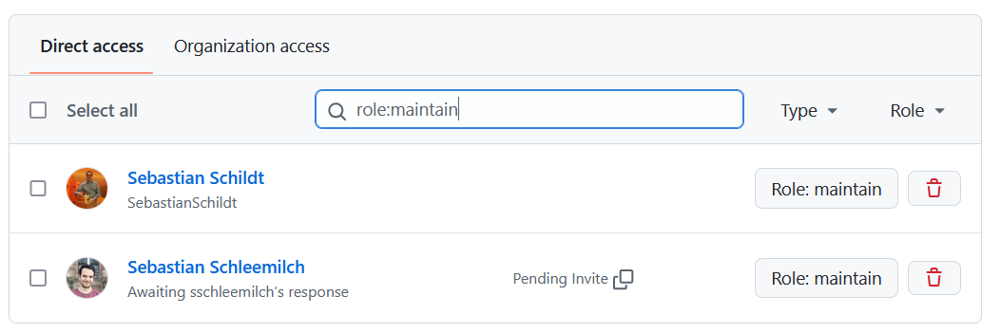 Direct access Organization access
Select all role:maintain Type Role
Sebastian Schildt
SebastianSchildt
Role: maintain
Sebastian Schleemilch
Awaiting sschleemilch’s response
Pending Invite
Role: maintain